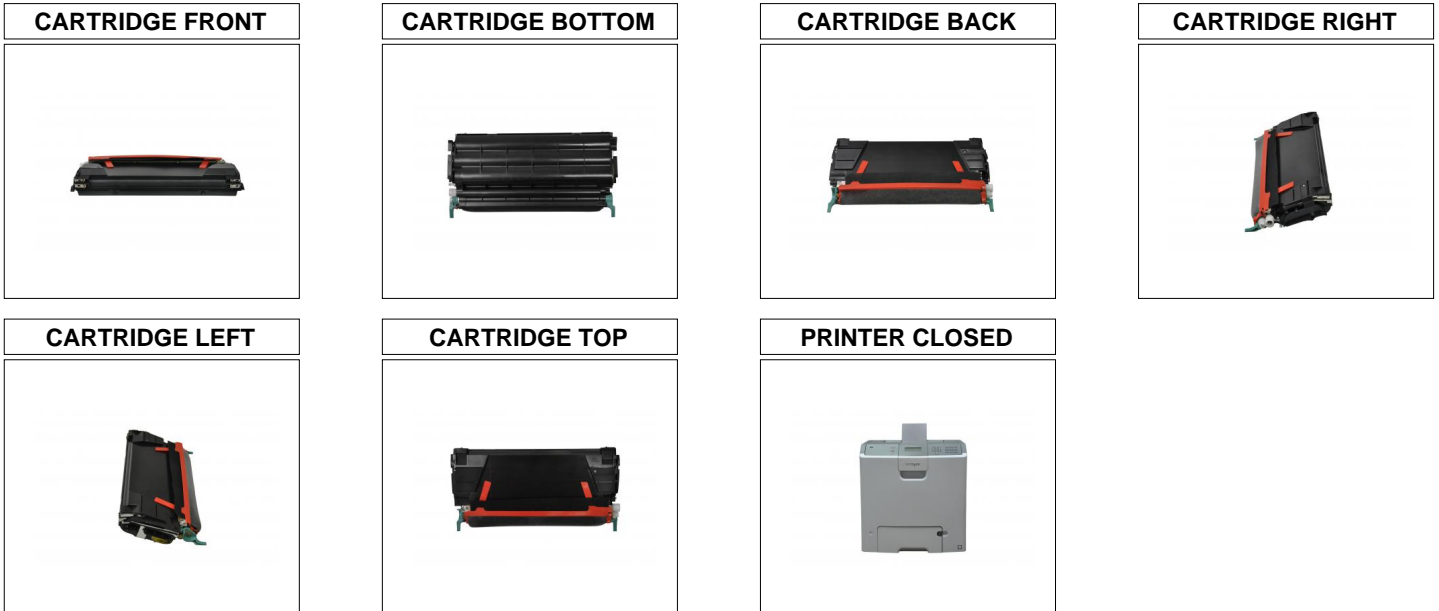 CARTRIDGE FRONT
CARTRIDGE BOTTOM
CARTRIDGE BACK
CARTRIDGE RIGHT
CARTRIDGE LEFT
CARTRIDGE TOP
PRINTER CLOSED